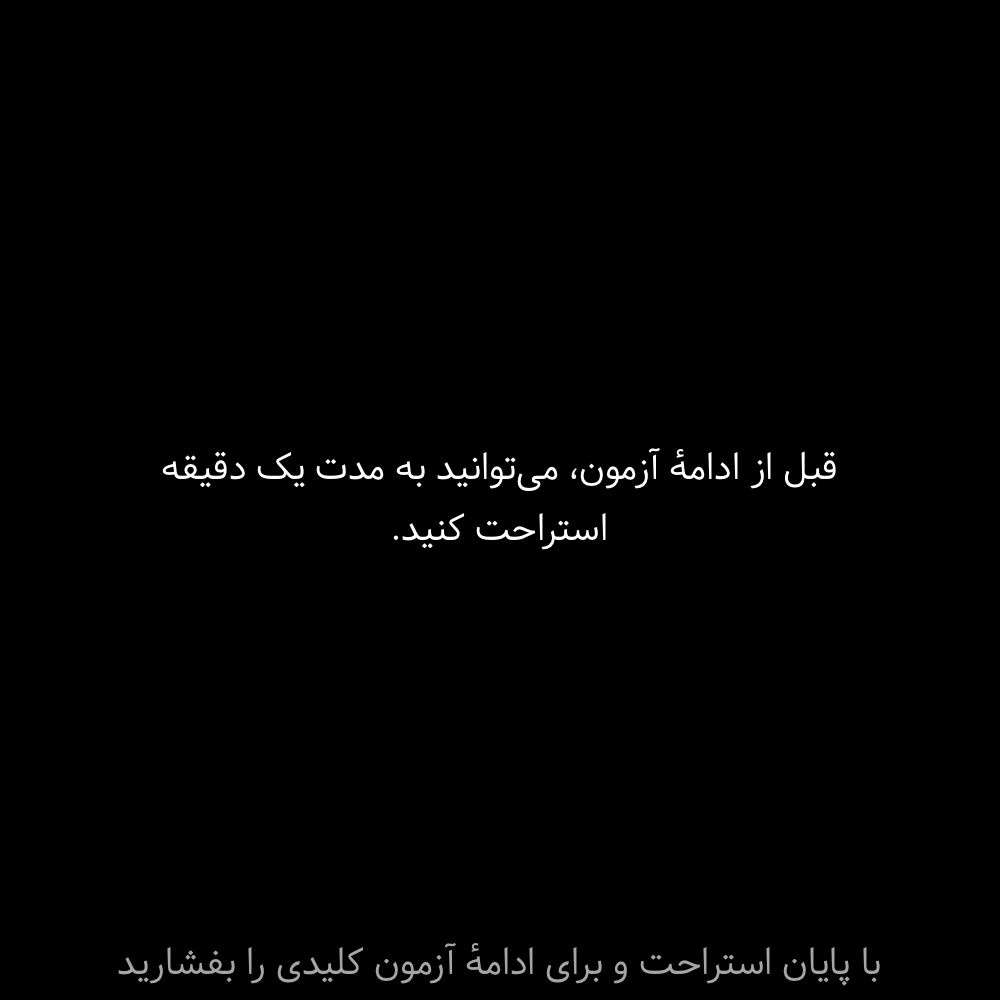 قبل از ادامهٔ آزمون، می‌توانید به مدت یک دقیقه
استراحت کنید.
با پایان استراحت و برای ادامهٔ آزمون کلیدی را بفشارید